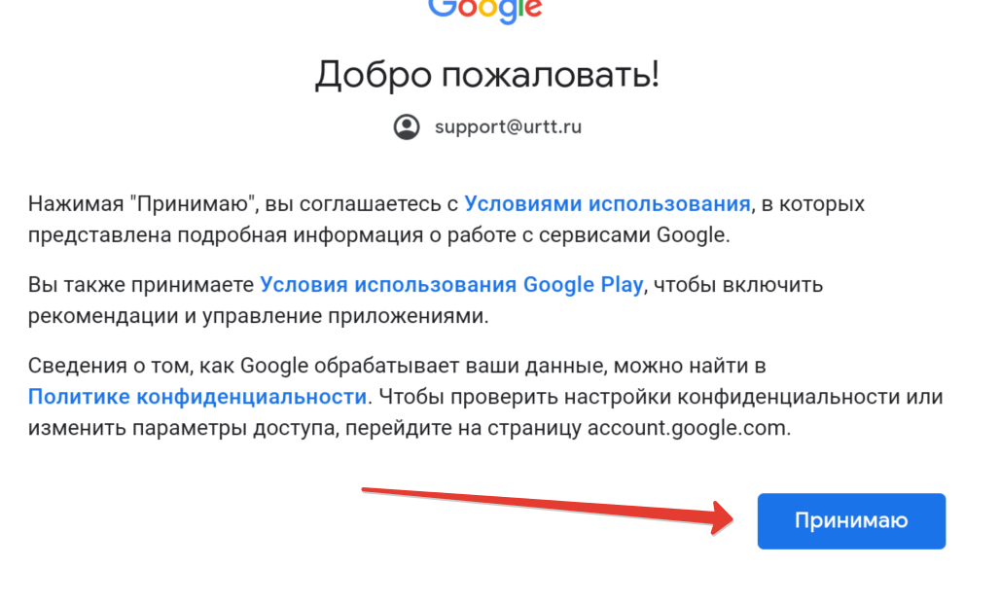 Google
Добро пожаловать!
support@urtt.ru
Нажимая "Принимаю", вы соглашаетесь с Условиями использования, в которых
представлена подробная информация о работе с сервисами Google.
Вы также принимаете Условия использования Google Play, чтобы включить
рекомендации и управление приложениями.
Сведения о том, как Google обрабатывает ваши данные, можно найти в
Политике конфиденциальности. Чтобы проверить настройки конфиденциальности или
изменить параметры доступа, перейдите на страницу account.google.com.
Принимаю